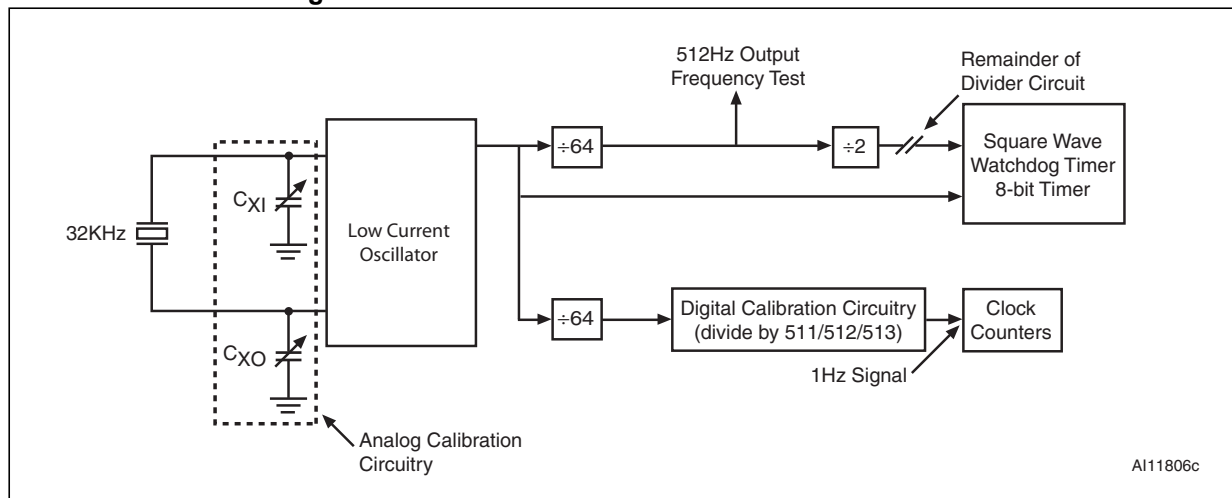 512Hz Output
Frequency Test
Remainder of
Divider Circuit
÷64
÷2
Square Wave
Watchdog Timer
8-bit Timer
CXI
32KHz
Low Current
Oscillator
CXO
÷64
Digital Calibration Circuitry
(divide by 511/512/513)
Clock
Counters
1Hz Signal
Analog Calibration
Circuitry
AI11806c